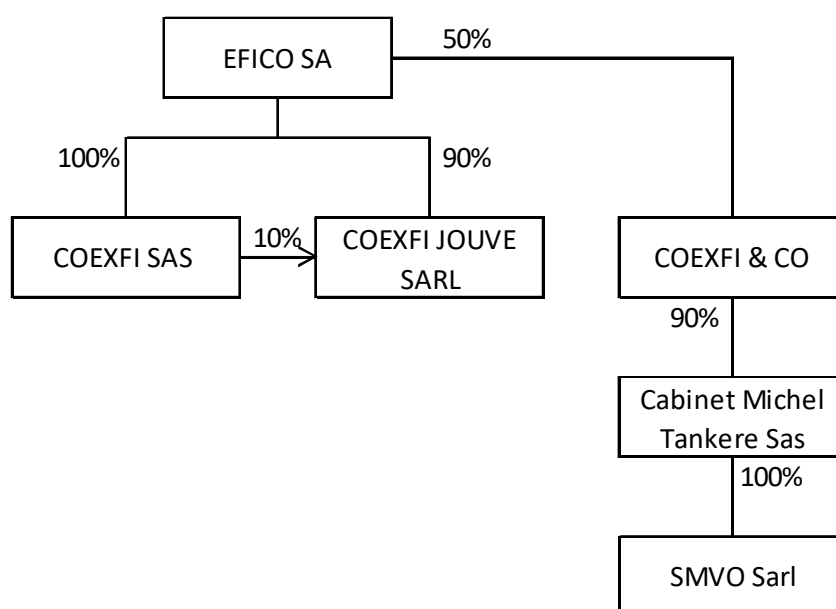 50%
EFICO SA
100%
90%
COEXFI SAS
10%
COEXFI JOUVE
SARL
COEXFI & CO
90%
Cabinet Michel
Tankere Sas
100%
SMVO Sarl